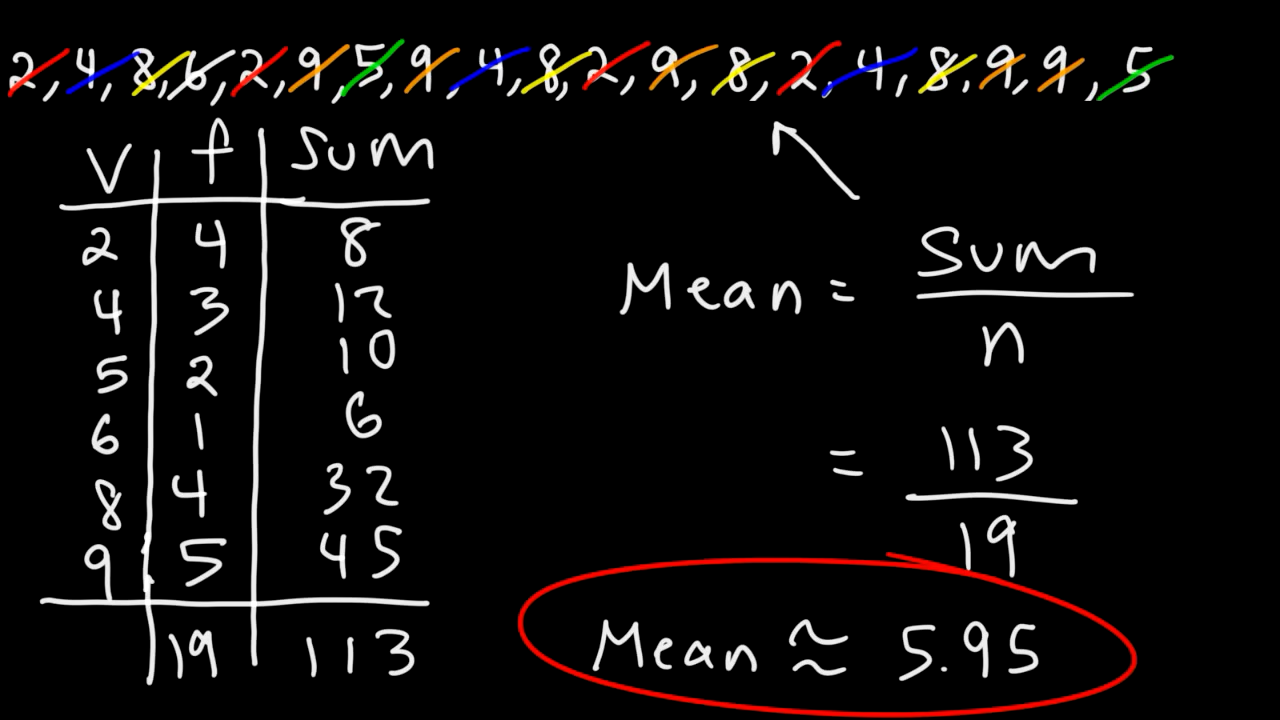 2, 4, 8, 6, 2, 9, 5, 9, 4, 8, 2, 9, 8, 2, 4, 8, 9, 9, 5
V f Sum
2 4 8
4 3 12
5 2 10
6 1 6
8 4 32
9 5 45
19 113
Mean = Sum / n
= 113 / 19
Mean ≈ 5.95